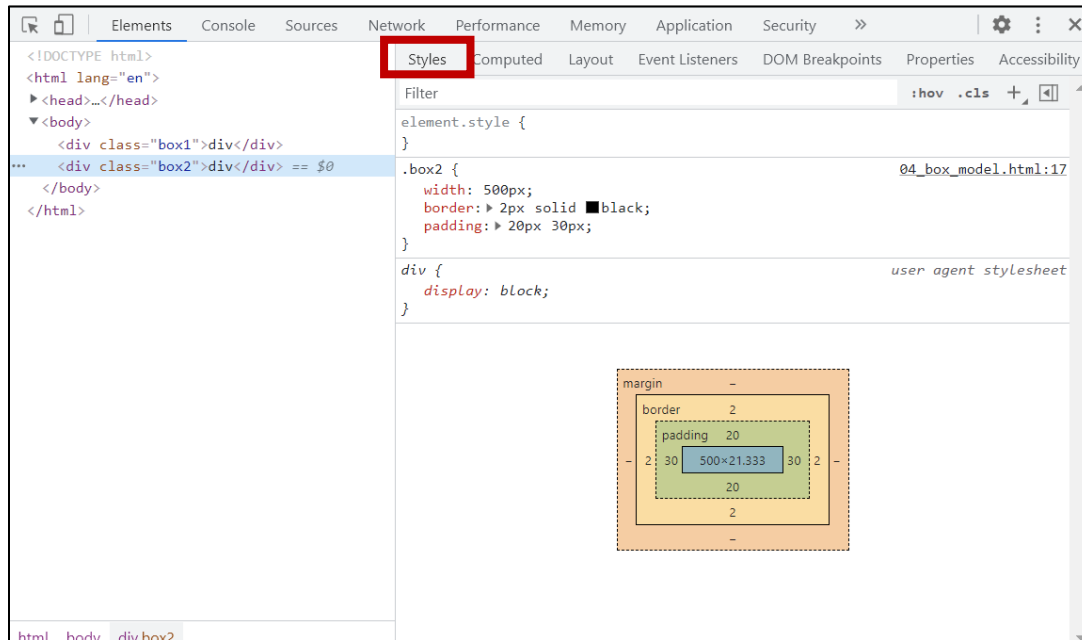 Elements Console Sources Network Performance Memory Application Security »
<!DOCTYPE html>
<html lang="en">
▶<head>…</head>
▼<body>
<div class="box1">div</div>
··· <div class="box2">div</div> == $0
</body>
</html>
html body div.box2
Styles Computed Layout Event Listeners DOM Breakpoints Properties Accessibility
Filter :hov .cls +
element.style {
}
.box2 { 04_box_model.html:17
width: 500px;
border:▶ 2px solid black;
padding:▶ 20px 30px;
}
div { user agent stylesheet
display: block;
}
margin –
border 2
padding 20
– 2 30 500×21.333 30 2 –
20
2
–